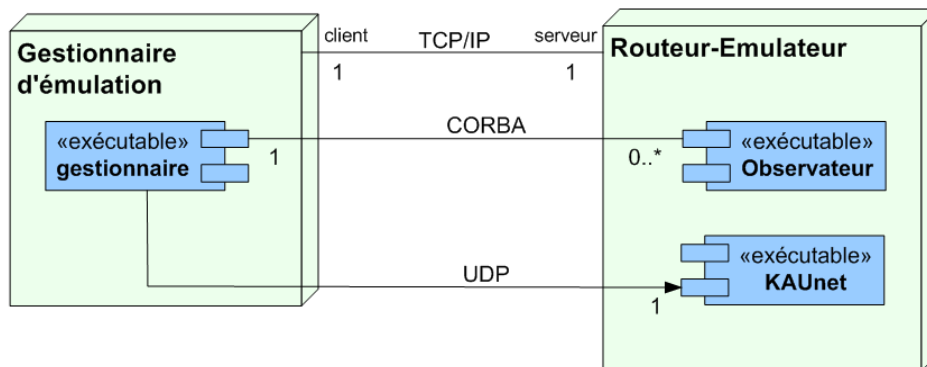 Gestionnaire
d'émulation
client
TCP/IP
serveur
1
1
Routeur-Emulateur
«exécutable»
gestionnaire
1
CORBA
0..*
«exécutable»
Observateur
UDP
1
«exécutable»
KAUnet